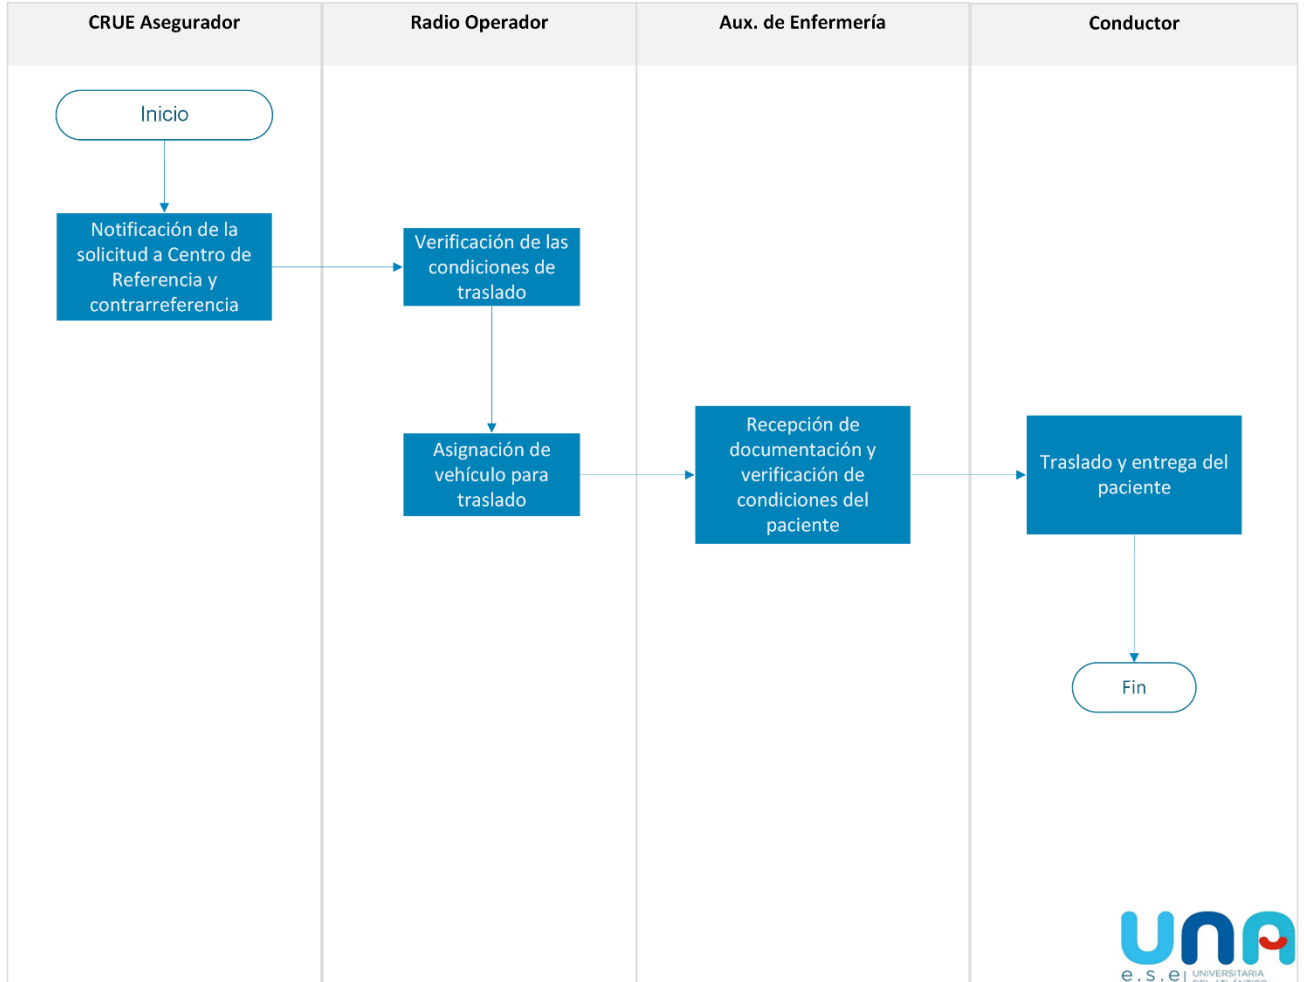 CRUE Asegurador
Radio Operador
Aux. de Enfermería
Conductor
Inicio
Notificación de la
solicitud a Centro de
Referencia y
contrarreferencia
Verificación de las
condiciones de
traslado
Asignación de
vehículo para
traslado
Recepción de
documentación y
verificación de
condiciones del
paciente
Traslado y entrega del
paciente
Fin
UNA
e.s.e
UNIVERSITARIA
DEL ATLÁNTICO